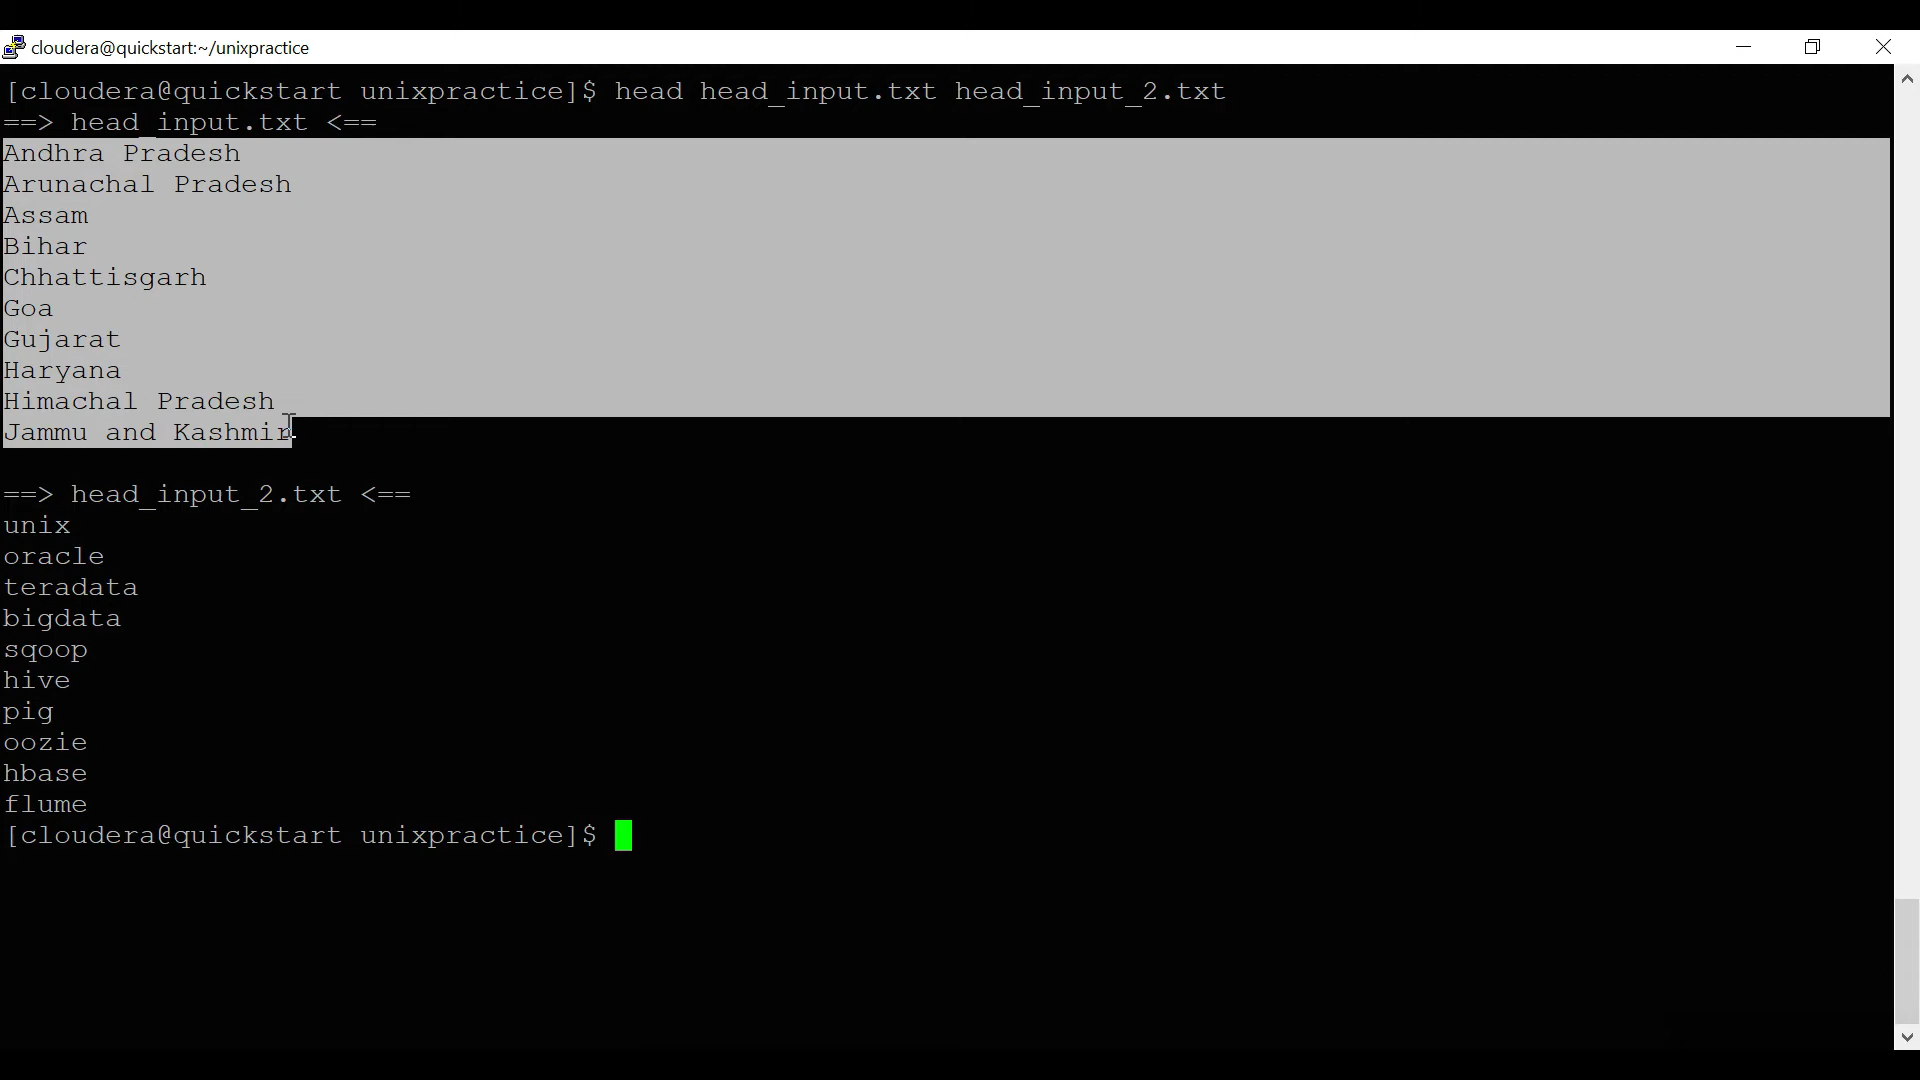 cloudera@quickstart:~/unixpractice
[cloudera@quickstart unixpractice]$ head head_input.txt head_input_2.txt
==> head_input.txt <==
Andhra Pradesh
Arunachal Pradesh
Assam
Bihar
Chhattisgarh
Goa
Gujarat
Haryana
Himachal Pradesh
Jammu and Kashmir
==> head_input_2.txt <==
unix
oracle
teradata
bigdata
sqoop
hive
pig
oozie
hbase
flume
[cloudera@quickstart unixpractice]$